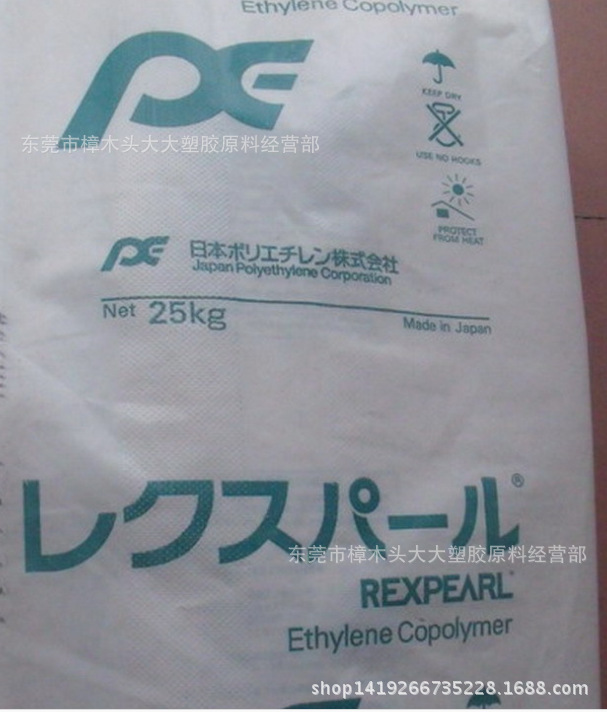 Ethylene Copolymer
PE
KEEP DRY
东莞市樟木头大大塑胶原料经营部
USE NO HOOKS
PROTECT
FROM HEAT
PE 日本ポリエチレン株式会社
Japan Polyethylene Corporation
Net 25kg
Made in Japan
レクスパール®
东莞市樟木头大大塑胶原料经营部
REXPEARL
Ethylene Copolymer
shop1419266735228.1688.com